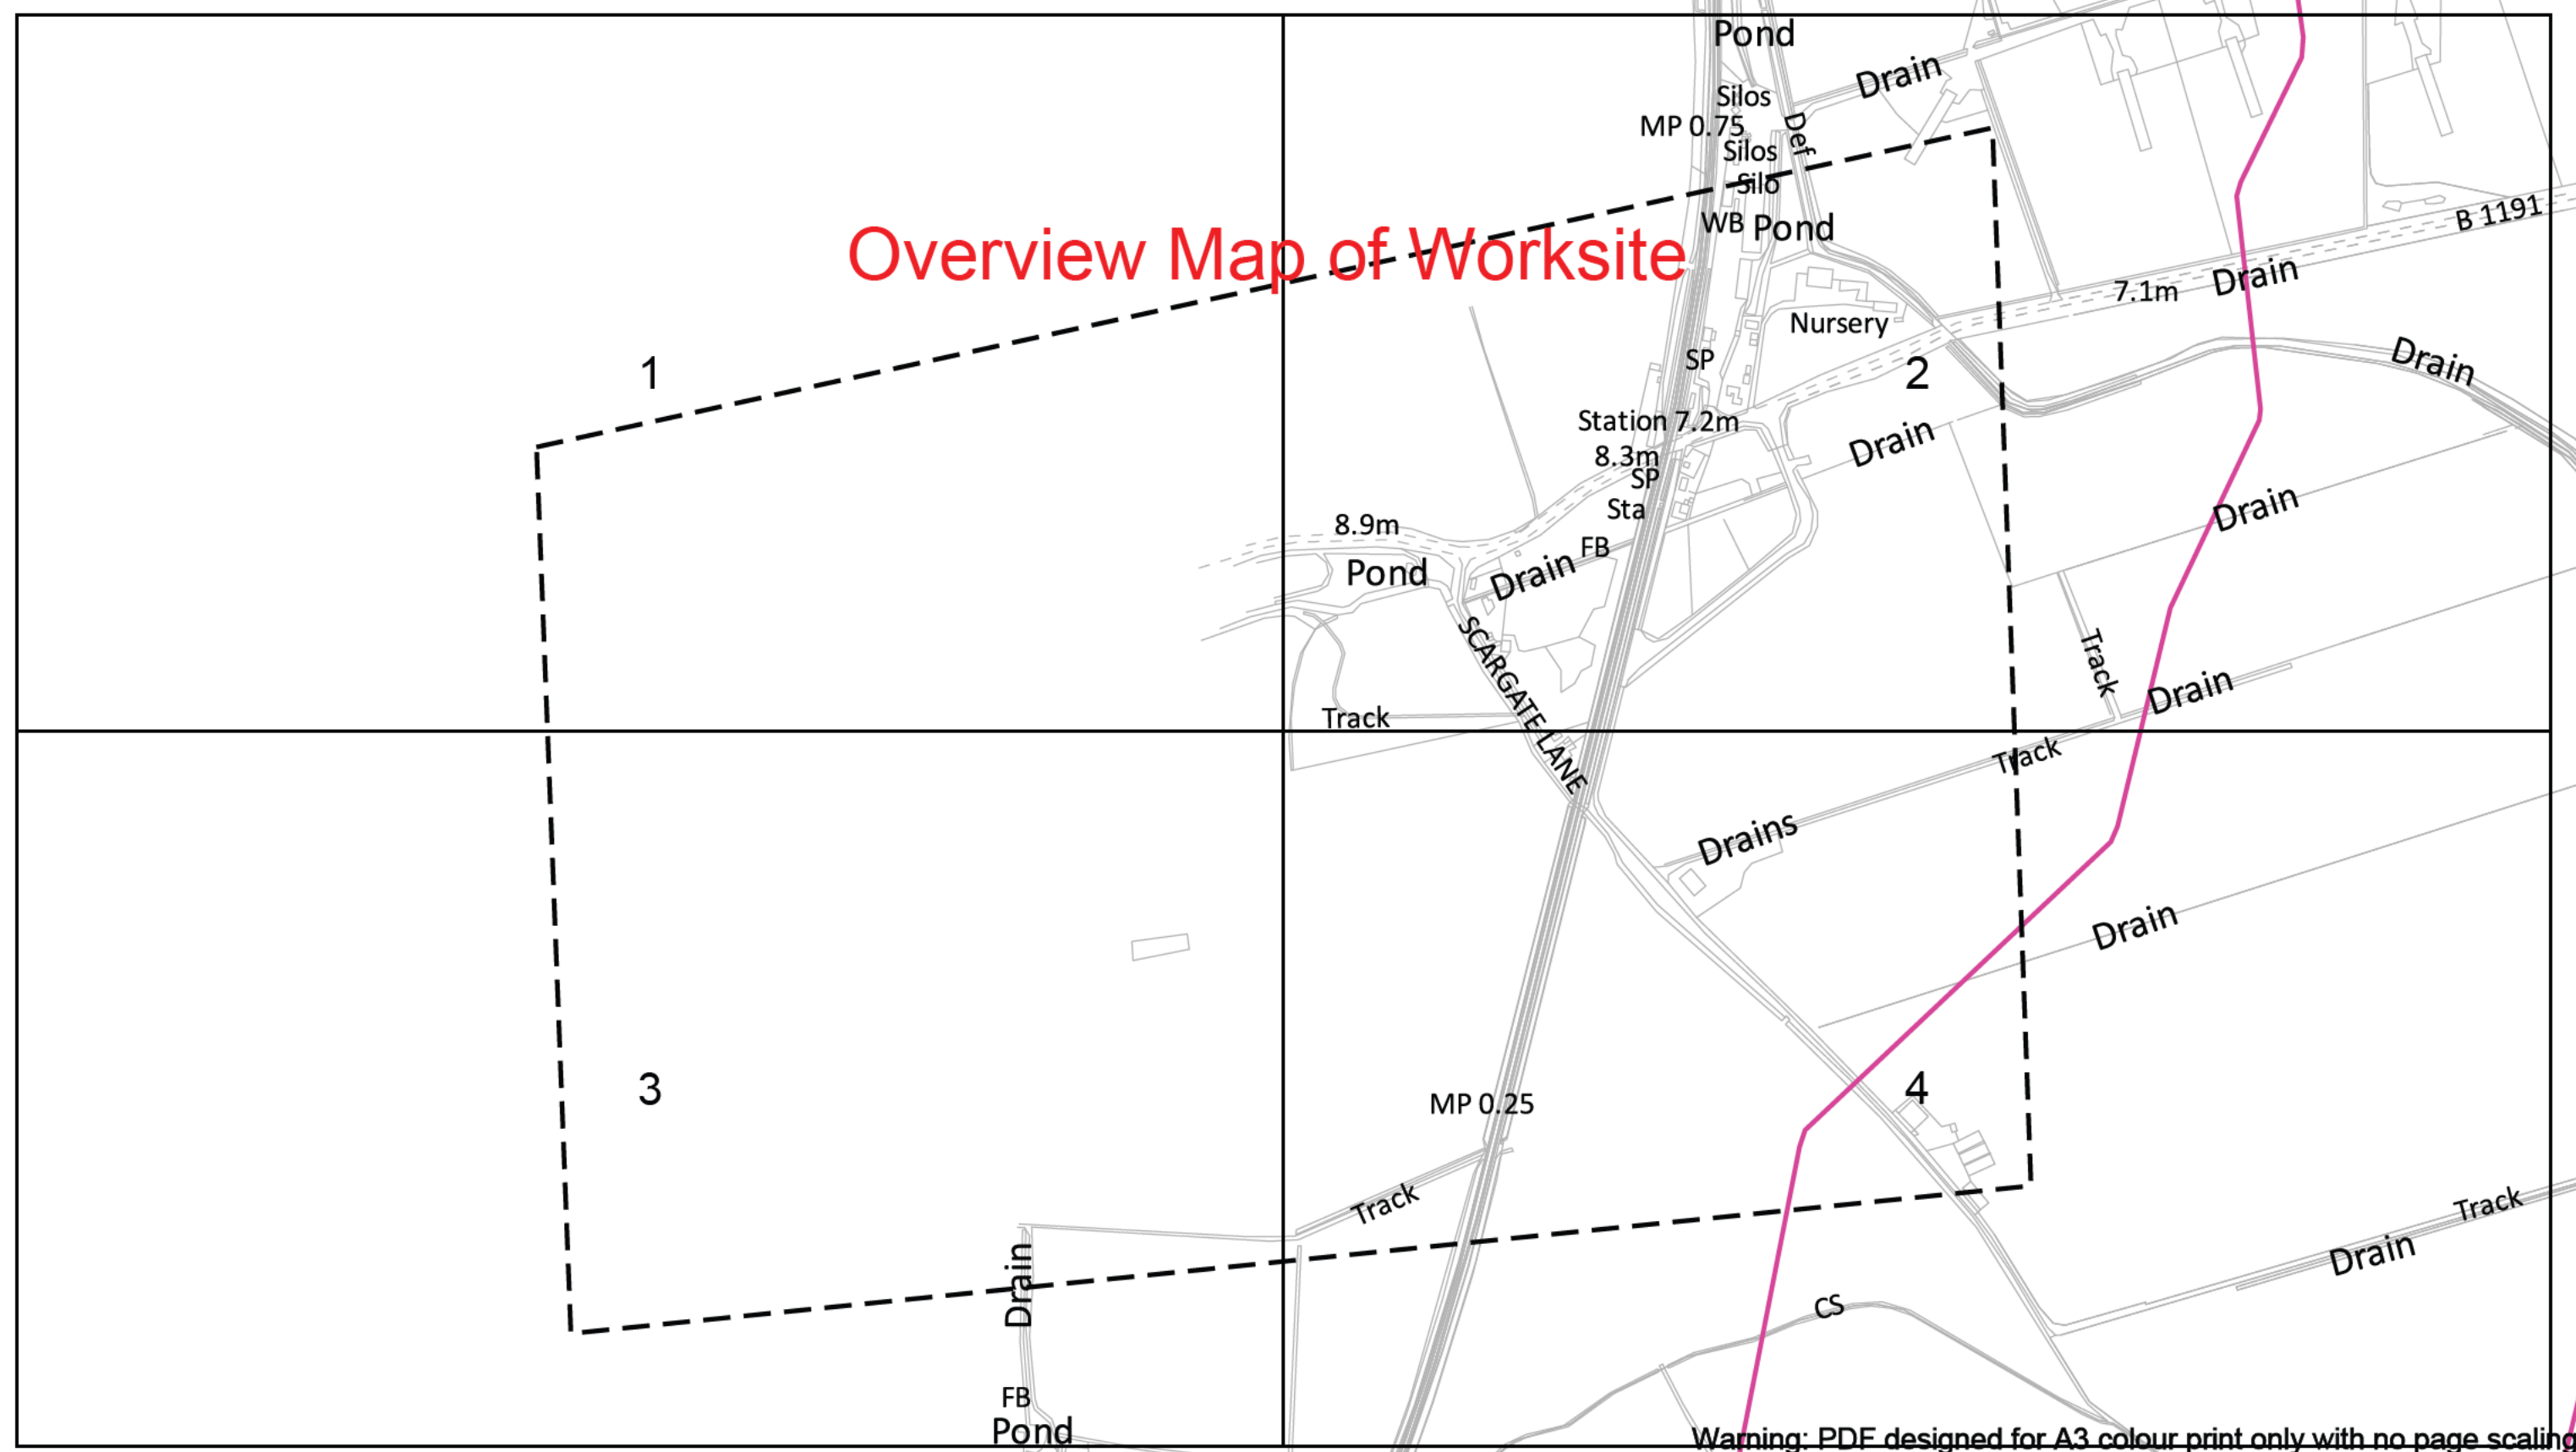 Pond
Drain
Silos
MP 0.75
Def
Silos
Silo
WB Pond
B 1191
Overview Map of Worksite
Drain
7.1m
Nursery
SP
1
2
Drain
Station 7.2m
Drain
8.3m
SP
Sta
Drain
8.9m
FB
Pond
Drain
SCARGATE LANE
Track
Drain
Track
Track
Drains
Drain
3
4
MP 0.25
Track
Track
Drain
Drain
CS
FB
Pond
Warning: PDF designed for A3 colour print only with no page scaling